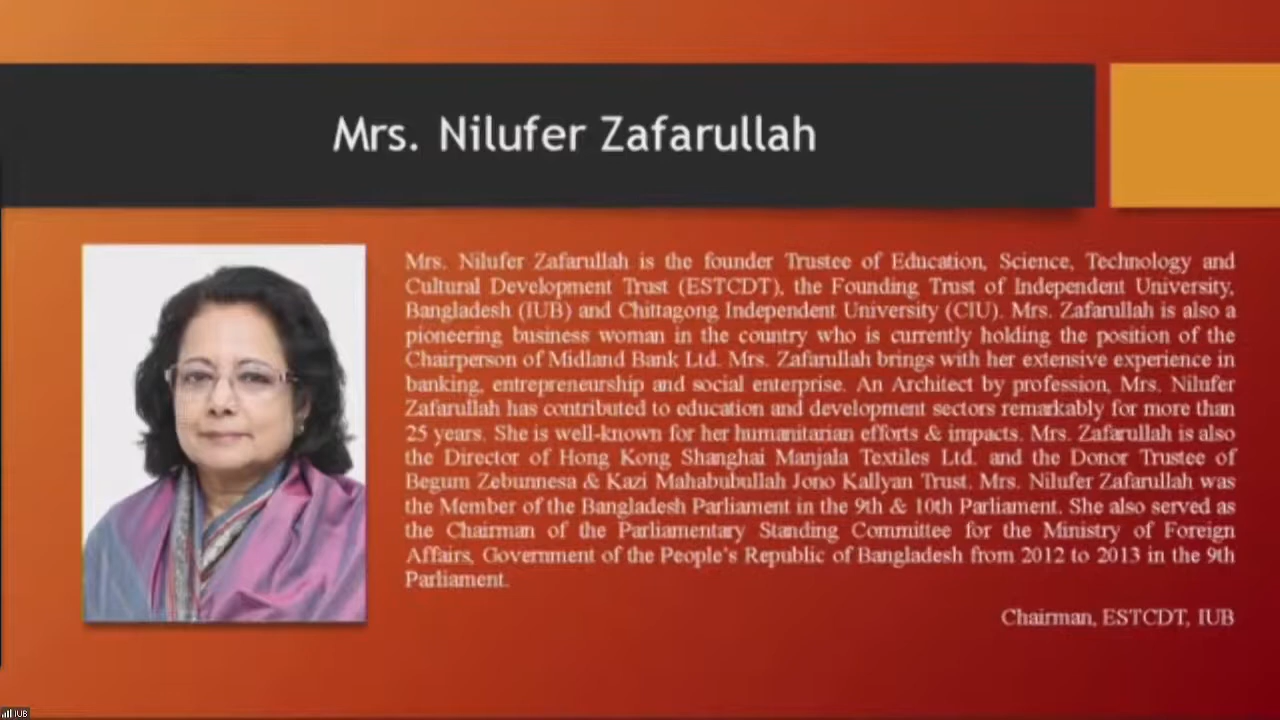 Mrs. Nilufer Zafarullah
Mrs. Nilufer Zafarullah is the founder Trustee of Education, Science, Technology and
Cultural Development Trust (ESTCDT), the Founding Trust of Independent University,
Bangladesh (IUB) and Chittagong Independent University (CIU). Mrs. Zafarullah is also a
pioneering business woman in the country who is currently holding the position of the
Chairperson of Midland Bank Ltd. Mrs. Zafarullah brings with her extensive experience in
banking, entrepreneurship and social enterprise. An Architect by profession, Mrs. Nilufer
Zafarullah has contributed to education and development sectors remarkably for more than
25 years. She is well-known for her humanitarian efforts & impacts. Mrs. Zafarullah is also
the Director of Hong Kong Shanghai Manjala Textiles Ltd. and the Donor Trustee of
Begum Zebunnesa & Kazi Mahabubullah Jono Kallyan Trust. Mrs. Nilufer Zafarullah was
the Member of the Bangladesh Parliament in the 9th & 10th Parliament. She also served as
the Chairman of the Parliamentary Standing Committee for the Ministry of Foreign
Affairs, Government of the People's Republic of Bangladesh from 2012 to 2013 in the 9th
Parliament.
Chairman, ESTCDT, IUB
IUB